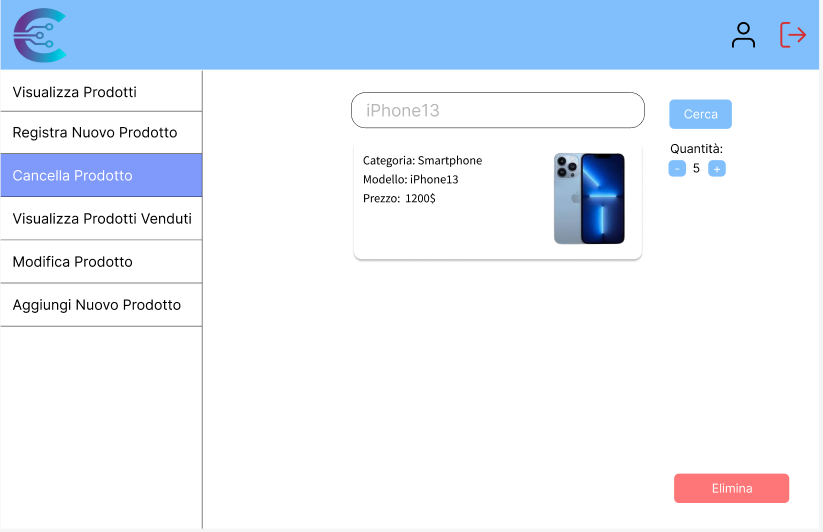 Visualizza Prodotti
Registra Nuovo Prodotto
Cancella Prodotto
Visualizza Prodotti Venduti
Modifica Prodotto
Aggiungi Nuovo Prodotto
iPhone13
Cerca
Categoria: Smartphone
Modello: iPhone13
Prezzo: 1200$
Quantità:
- 5 +
Elimina